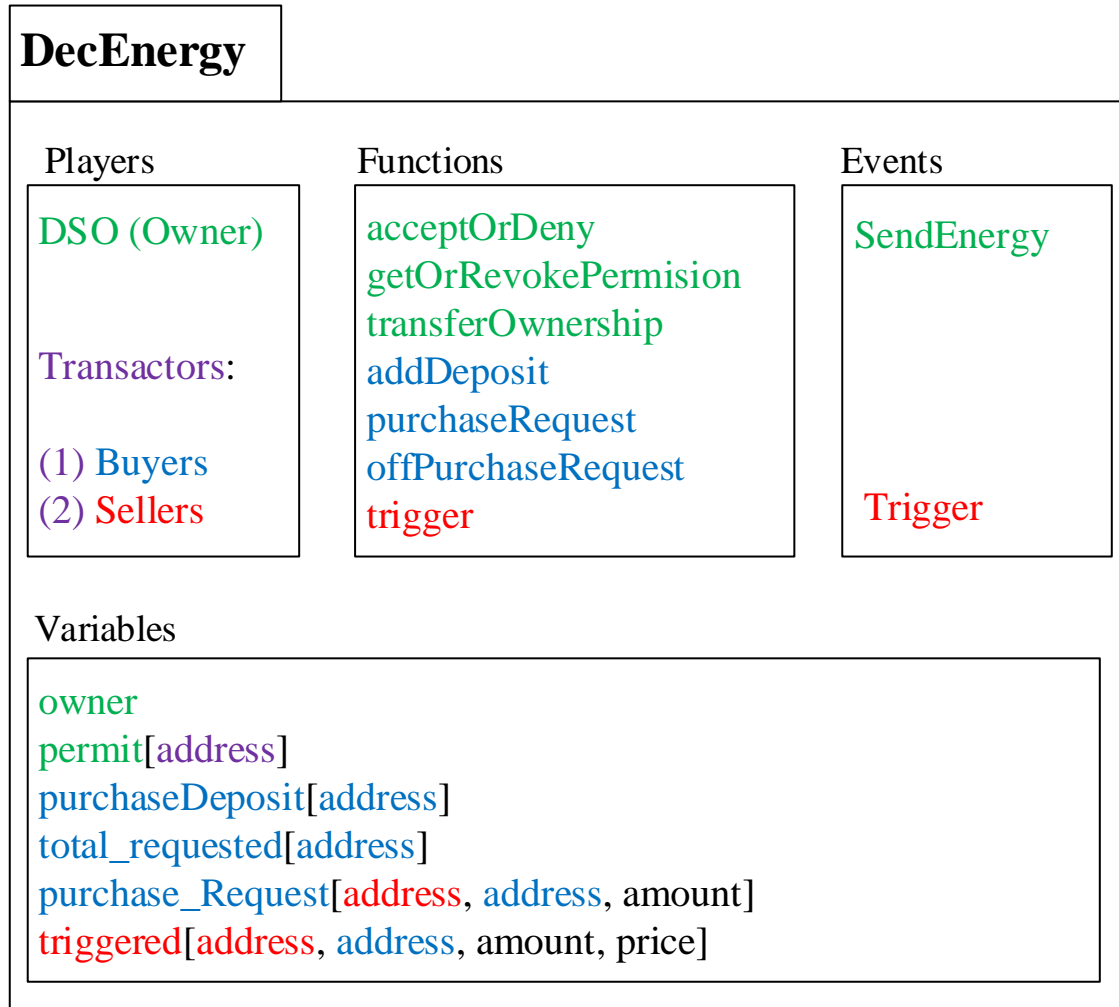 DecEnergy
Players
DSO (Owner)
Transactors:
(1) Buyers
(2) Sellers
Functions
acceptOrDeny
getOrRevokePermision
transferOwnership
addDeposit
purchaseRequest
offPurchaseRequest
trigger
Events
SendEnergy
Trigger
Variables
owner
permit[address]
purchaseDeposit[address]
total_requested[address]
purchase_Request[address, address, amount]
triggered[address, address, amount, price]